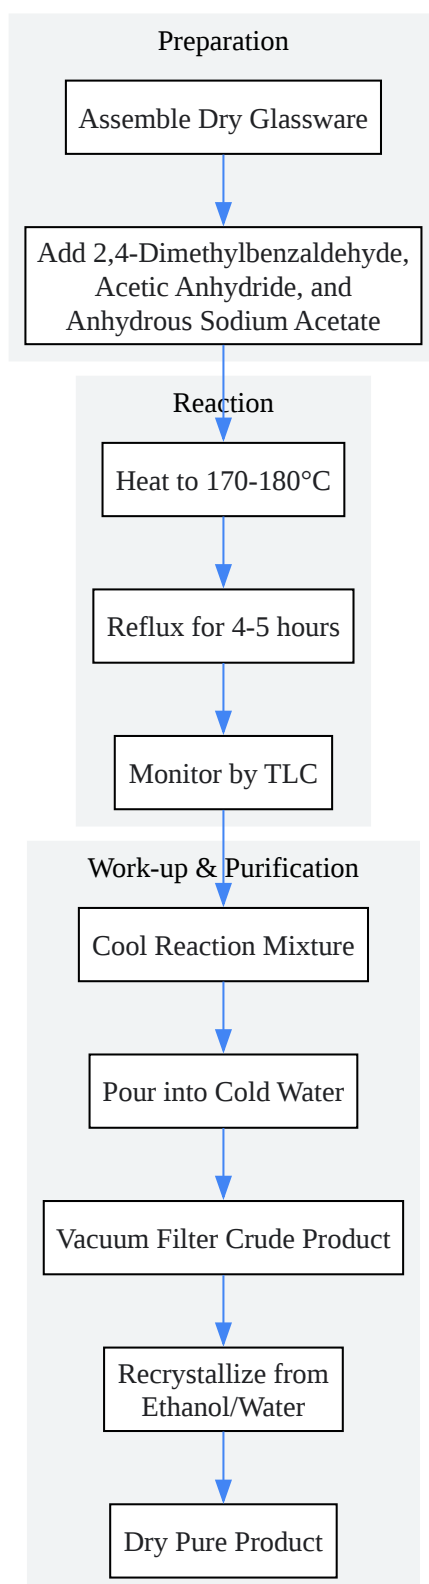 Preparation
Assemble Dry Glassware
Add 2,4-Dimethylbenzaldehyde,
Acetic Anhydride, and
Anhydrous Sodium Acetate
Reaction
Heat to 170-180°C
Reflux for 4-5 hours
Monitor by TLC
Work-up & Purification
Cool Reaction Mixture
Pour into Cold Water
Vacuum Filter Crude Product
Recrystallize from
Ethanol/Water
Dry Pure Product